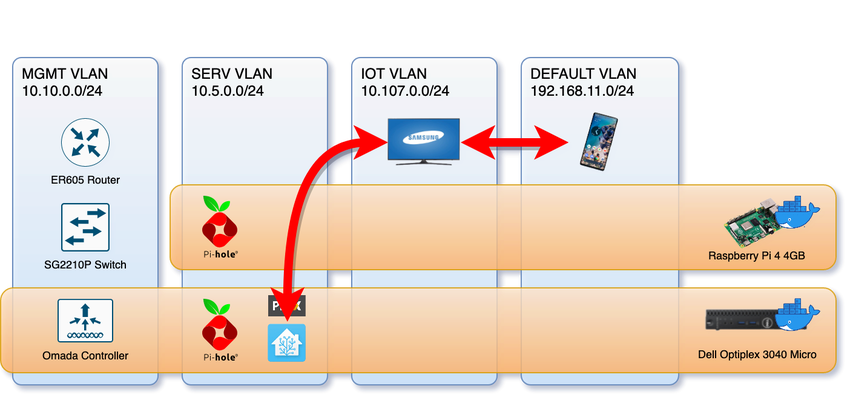 MGMT VLAN
10.10.0.0/24
SERV VLAN
10.5.0.0/24
IOT VLAN
10.107.0.0/24
DEFAULT VLAN
192.168.11.0/24
SAMSUNG
ER605 Router
SG2210P Switch
Pi-hole®
Raspberry Pi 4 4GB
Omada Controller
Pi-hole®
Dell Optiplex 3040 Micro